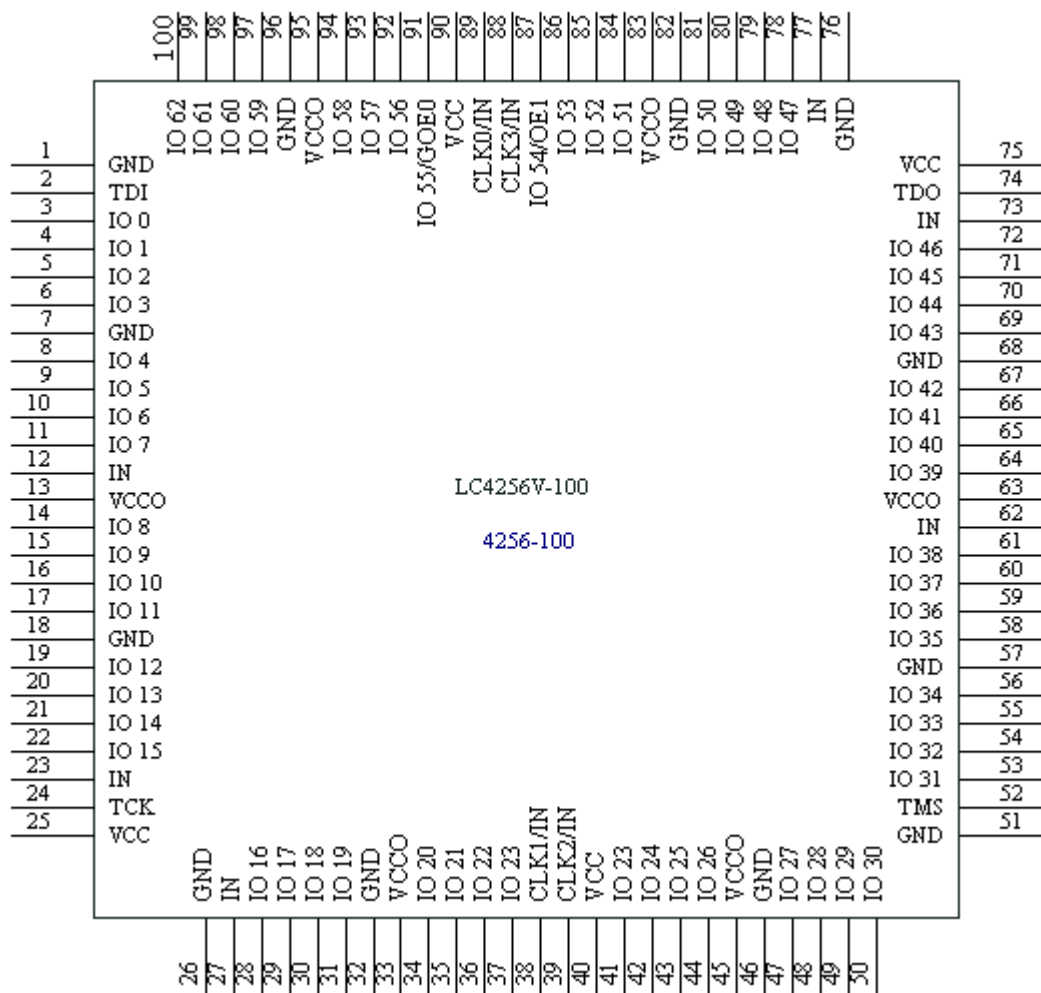 100 99 98 97 96 95 94 93 92 91 90 89 88 87 86 85 84 83 82 81 80 79 78 77 76
IO 62
IO 61
IO 60
IO 59
GND
VCCO
IO 58
IO 57
IO 56
IO 55/GOE0
VCC
CLK0/IN
CLK3/IN
IO 54/OE1
IO 53
IO 52
IO 51
VCCO
GND
IO 50
IO 49
IO 48
IO 47
IN
GND
1 GND
2 TDI
3 IO 0
4 IO 1
5 IO 2
6 IO 3
7 GND
8 IO 4
9 IO 5
10 IO 6
11 IO 7
12 IN
13 VCCO
14 IO 8
15 IO 9
16 IO 10
17 IO 11
18 GND
19 IO 12
20 IO 13
21 IO 14
22 IO 15
23 IN
24 TCK
25 VCC
LC4256V-100
4256-100
VCC 75
TDO 74
IN 73
IO 46 72
IO 45 71
IO 44 70
IO 43 69
GND 68
IO 42 67
IO 41 66
IO 40 65
IO 39 64
VCCO 63
IN 62
IO 38 61
IO 37 60
IO 36 59
IO 35 58
GND 57
IO 34 56
IO 33 55
IO 32 54
IO 31 53
TMS 52
GND 51
GND
IN
IO 16
IO 17
IO 18
IO 19
GND
VCCO
IO 20
IO 21
IO 22
IO 23
CLK1/IN
CLK2/IN
VCC
IO 23
IO 24
IO 25
IO 26
VCCO
GND
IO 27
IO 28
IO 29
IO 30
26 27 28 29 30 31 32 33 34 35 36 37 38 39 40 41 42 43 44 45 46 47 48 49 50